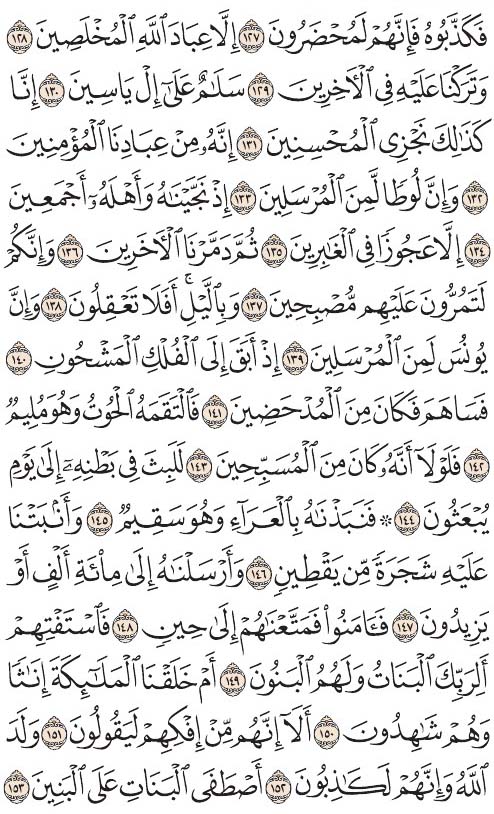 فَكَذَّبُوهُ فَإِنَّهُمْ لَمُحْضَرُونَ ١٢٧ إِلَّا عِبَادَ ٱللَّهِ ٱلْمُخْلَصِينَ ١٢٨
وَتَرَكْنَا عَلَيْهِ فِى ٱلْـَٔاخِرِينَ ١٢٩ سَلَـٰمٌ عَلَىٰٓ إِلْ يَاسِينَ ١٣٠ إِنَّا
كَذَٰلِكَ نَجْزِى ٱلْمُحْسِنِينَ ١٣١ إِنَّهُۥ مِنْ عِبَادِنَا ٱلْمُؤْمِنِينَ
١٣٢ وَإِنَّ لُوطًا لَّمِنَ ٱلْمُرْسَلِينَ ١٣٣ إِذْ نَجَّيْنَـٰهُ وَأَهْلَهُۥٓ أَجْمَعِينَ
١٣٤ إِلَّا عَجُوزًا فِى ٱلْغَـٰبِرِينَ ١٣٥ ثُمَّ دَمَّرْنَا ٱلْـَٔاخَرِينَ ١٣٦ وَإِنَّكُمْ
لَتَمُرُّونَ عَلَيْهِم مُّصْبِحِينَ ١٣٧ وَبِٱلَّيْلِ ۗ أَفَلَا تَعْقِلُونَ ١٣٨ وَإِنَّ
يُونُسَ لَمِنَ ٱلْمُرْسَلِينَ ١٣٩ إِذْ أَبَقَ إِلَى ٱلْفُلْكِ ٱلْمَشْحُونِ ١٤٠
فَسَاهَمَ فَكَانَ مِنَ ٱلْمُدْحَضِينَ ١٤١ فَٱلْتَقَمَهُ ٱلْحُوتُ وَهُوَ مُلِيمٌ
١٤٢ فَلَوْلَآ أَنَّهُۥ كَانَ مِنَ ٱلْمُسَبِّحِينَ ١٤٣ لَلَبِثَ فِى بَطْنِهِۦٓ إِلَىٰ يَوْمِ
يُبْعَثُونَ ١٤٤ ۞ فَنَبَذْنَـٰهُ بِٱلْعَرَآءِ وَهُوَ سَقِيمٌ ١٤٥ وَأَنۢبَتْنَا
عَلَيْهِ شَجَرَةً مِّن يَقْطِينٍ ١٤٦ وَأَرْسَلْنَـٰهُ إِلَىٰ مِا۟ئَةِ أَلْفٍ أَوْ
يَزِيدُونَ ١٤٧ فَـَٔامَنُوا۟ فَمَتَّعْنَـٰهُمْ إِلَىٰ حِينٍ ١٤٨ فَٱسْتَفْتِهِمْ
أَلِرَبِّكَ ٱلْبَنَاتُ وَلَهُمُ ٱلْبَنُونَ ١٤٩ أَمْ خَلَقْنَا ٱلْمَلَـٰٓئِكَةَ إِنَـٰثًا
وَهُمْ شَـٰهِدُونَ ١٥٠ أَلَآ إِنَّهُم مِّنْ إِفْكِهِمْ لَيَقُولُونَ ١٥١ وَلَدَ
ٱللَّهُ وَإِنَّهُمْ لَكَـٰذِبُونَ ١٥٢ أَصْطَفَى ٱلْبَنَاتِ عَلَى ٱلْبَنِينَ ١٥٣